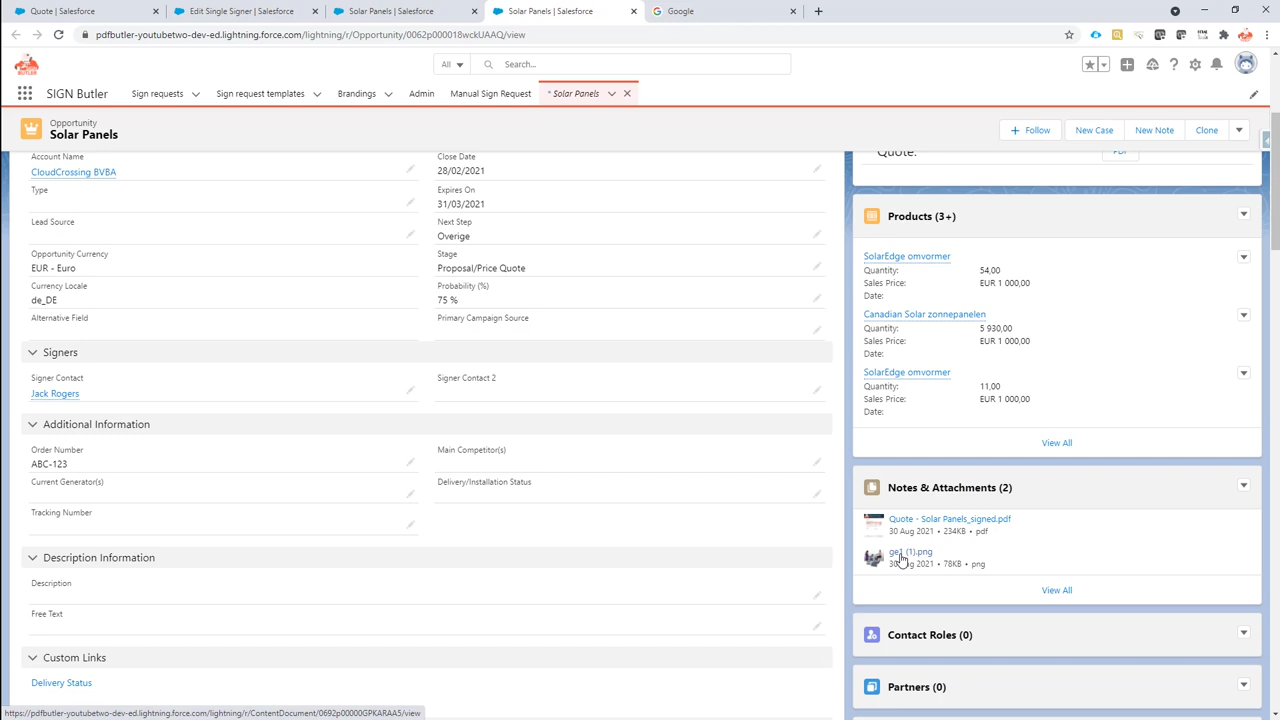 Quote | Salesforce
Edit Single Signer | Salesforce
Solar Panels | Salesforce
Solar Panels | Salesforce
Google
pdfbutler-youtubetwo-dev-ed.lightning.force.com/lightning/r/Opportunity/0062p000018wckUAAQ/view
All
Search...
SIGN Butler
Sign requests
Sign request templates
Brandings
Admin
Manual Sign Request
* Solar Panels
Opportunity
Solar Panels
Follow
New Case
New Note
Clone
Account Name
CloudCrossing BVBA
Close Date
28/02/2021
Type
Expires On
31/03/2021
Lead Source
Next Step
Overige
Opportunity Currency
EUR - Euro
Stage
Proposal/Price Quote
Currency Locale
de_DE
Probability (%)
75 %
Alternative Field
Primary Campaign Source
Signers
Signer Contact
Jack Rogers
Signer Contact 2
Additional Information
Order Number
ABC-123
Main Competitor(s)
Current Generator(s)
Delivery/Installation Status
Tracking Number
Description Information
Description
Free Text
Custom Links
Delivery Status
Quote:
PDF
Products (3+)
SolarEdge omvormer
Quantity: 54,00
Sales Price: EUR 1 000,00
Date:
Canadian Solar zonnepanelen
Quantity: 5 930,00
Sales Price: EUR 1 000,00
Date:
SolarEdge omvormer
Quantity: 11,00
Sales Price: EUR 1 000,00
Date:
View All
Notes & Attachments (2)
Quote - Solar Panels_signed.pdf
30 Aug 2021 • 234KB • pdf
ge1 (1).png
30 Aug 2021 • 78KB • png
View All
Contact Roles (0)
Partners (0)
https://pdfbutler-youtubetwo-dev-ed.lightning.force.com/lightning/r/ContentDocument/0692p00000GPKARAA5/view